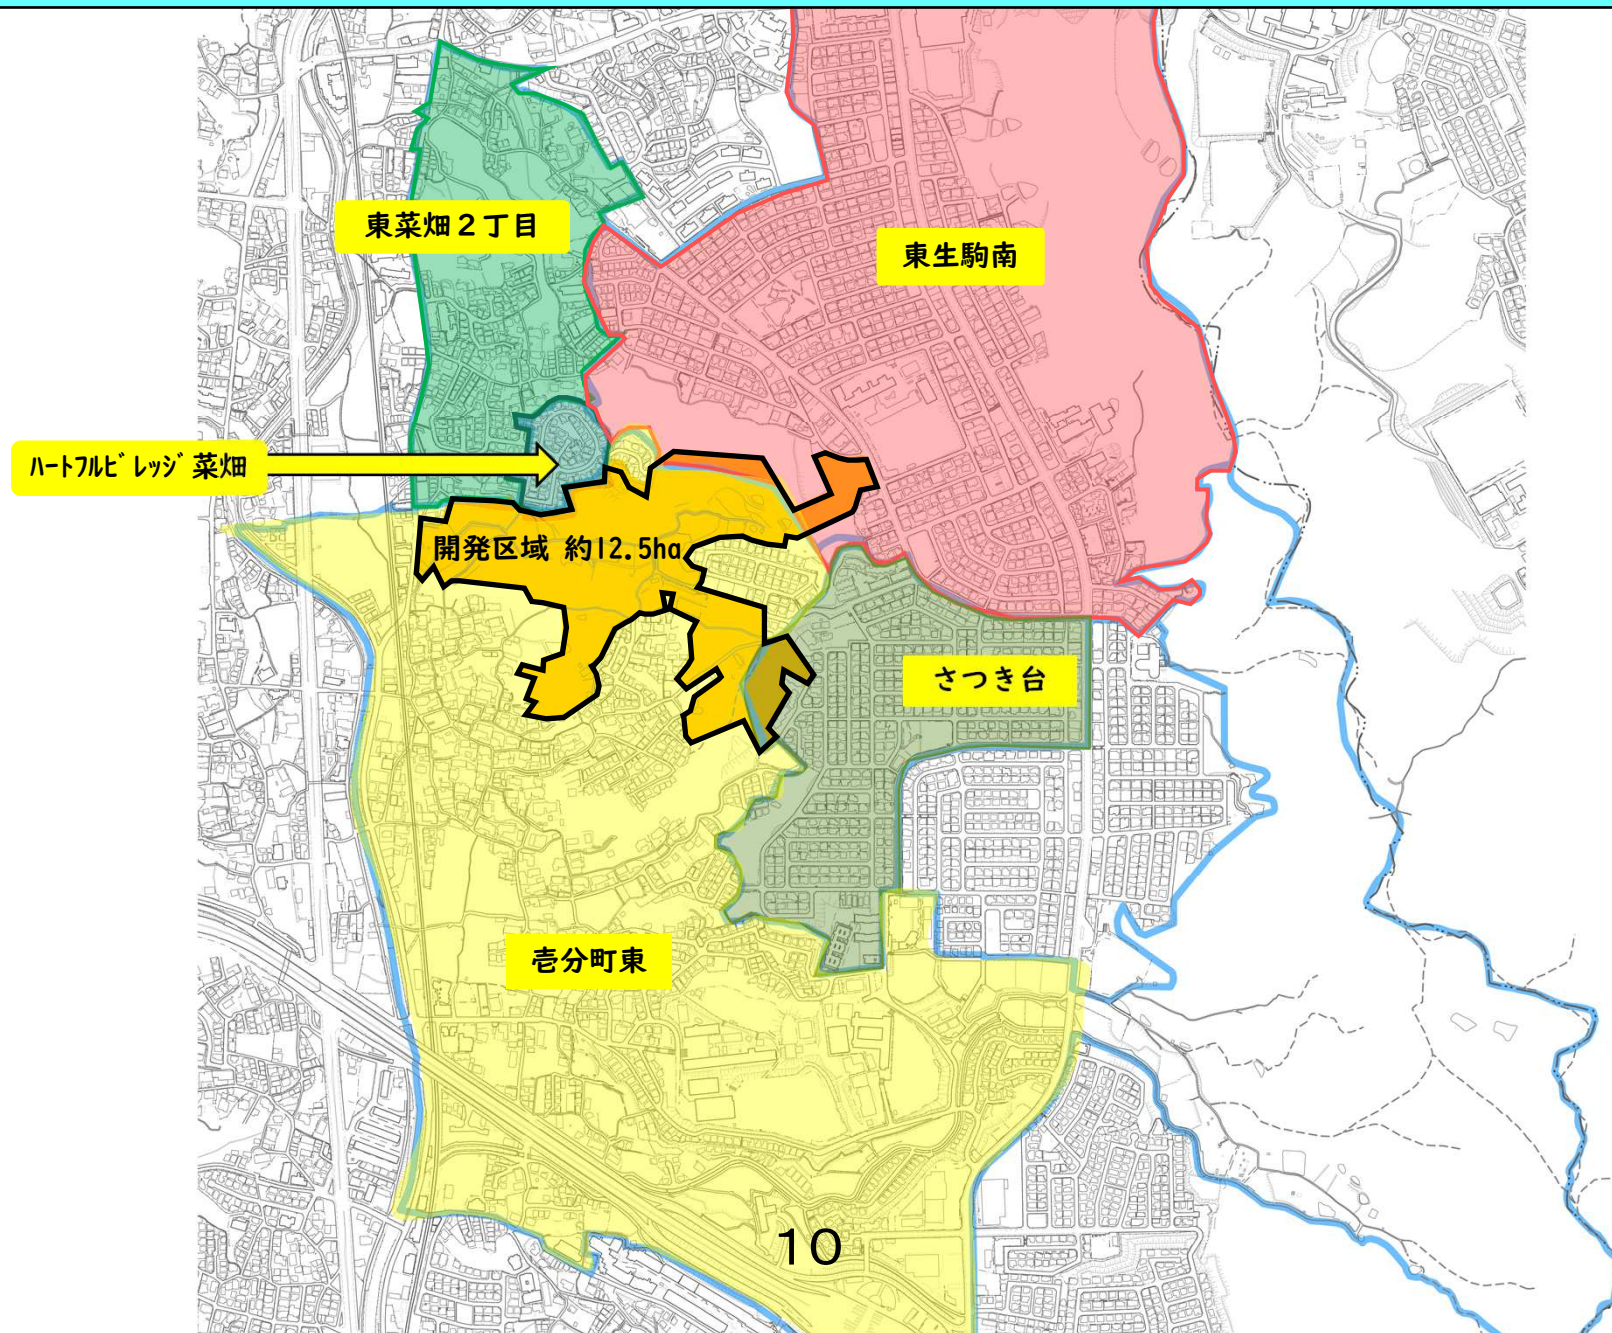 東菜畑２丁目
東生駒南
ﾊｰﾄﾌﾙﾋﾞﾚｯｼﾞ菜畑
開発区域 約12.5ha
さつき台
壱分町東
10